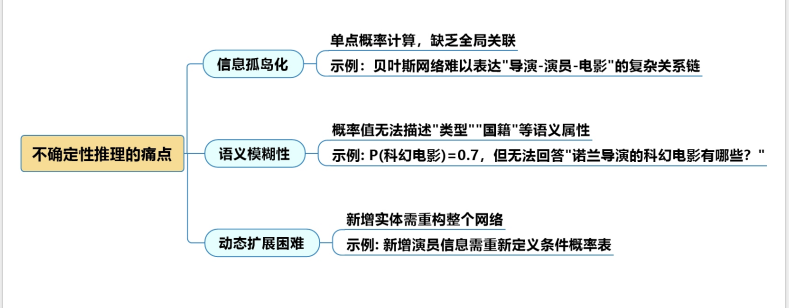 不确定性推理的痛点
信息孤岛化
单点概率计算，缺乏全局关联
示例：贝叶斯网络难以表达"导演-演员-电影"的复杂关系链
语义模糊性
概率值无法描述"类型""国籍"等语义属性
示例: P(科幻电影)=0.7，但无法回答"诺兰导演的科幻电影有哪些？"
动态扩展困难
新增实体需重构整个网络
示例: 新增演员信息需重新定义条件概率表